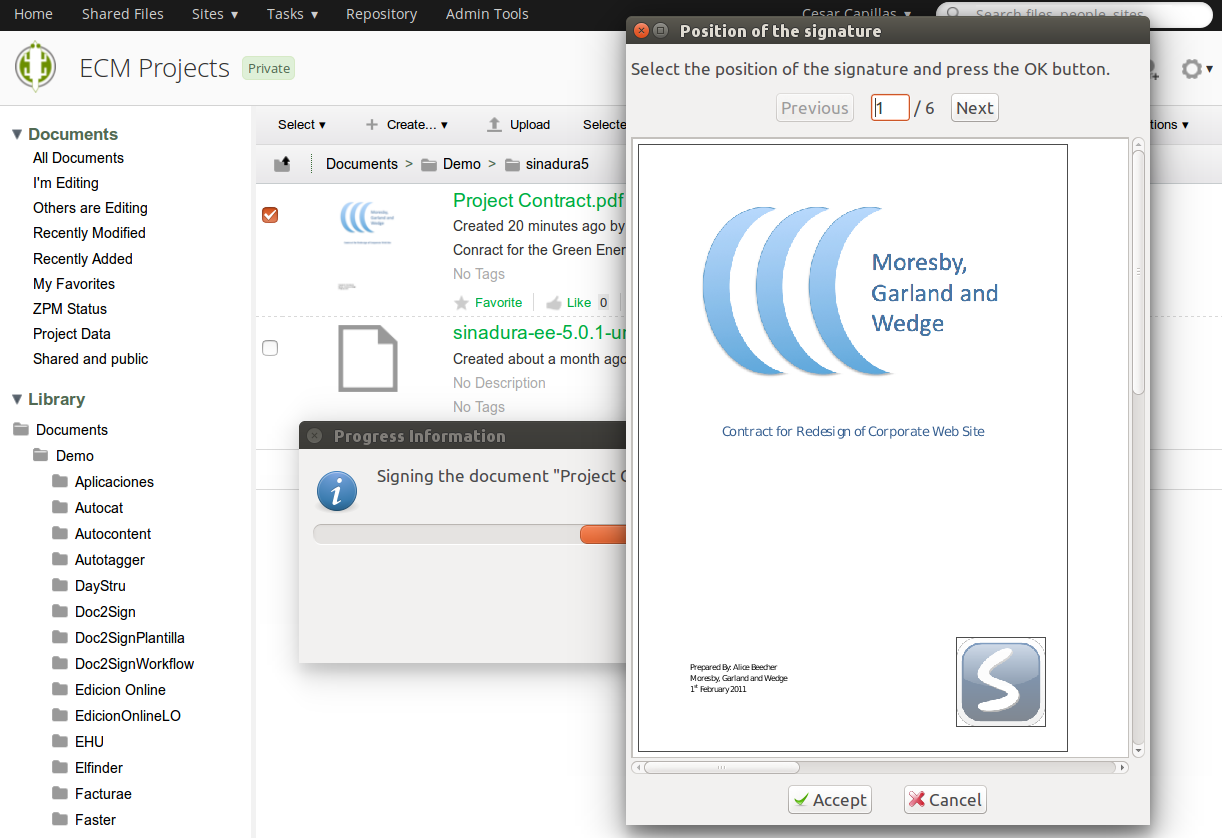 Home Shared Files Sites ▾ Tasks ▾ Repository Admin Tools Cesar Capillas ▾ Search files, people, sites
ECM Projects Private
Documents
All Documents
I'm Editing
Others are Editing
Recently Modified
Recently Added
My Favorites
ZPM Status
Project Data
Shared and public
Library
Documents
Demo
Aplicaciones
Autocat
Autocontent
Autotagger
DayStru
Doc2Sign
Doc2SignPlantilla
Doc2SignWorkflow
Edicion Online
EdicionOnlineLO
EHU
Elfinder
Facturae
Faster
Select ▾ + Create... ▾ Upload Selecte
tions ▾
Documents > Demo > sinadura5
Project Contract.pdf
Created 20 minutes ago by
Conract for the Green Ener
No Tags
Favorite Like 0
sinadura-ee-5.0.1-ur
Created about a month ago
No Description
No Tags
Progress Information
Signing the document "Project C
Position of the signature
Select the position of the signature and press the OK button.
Previous 1 / 6 Next
Moresby,
Garland and
Wedge
Contract for Redesign of Corporate Web Site
Prepared By: Alice Beecher
Moresby, Garland and Wedge
1st February 2011
Accept Cancel